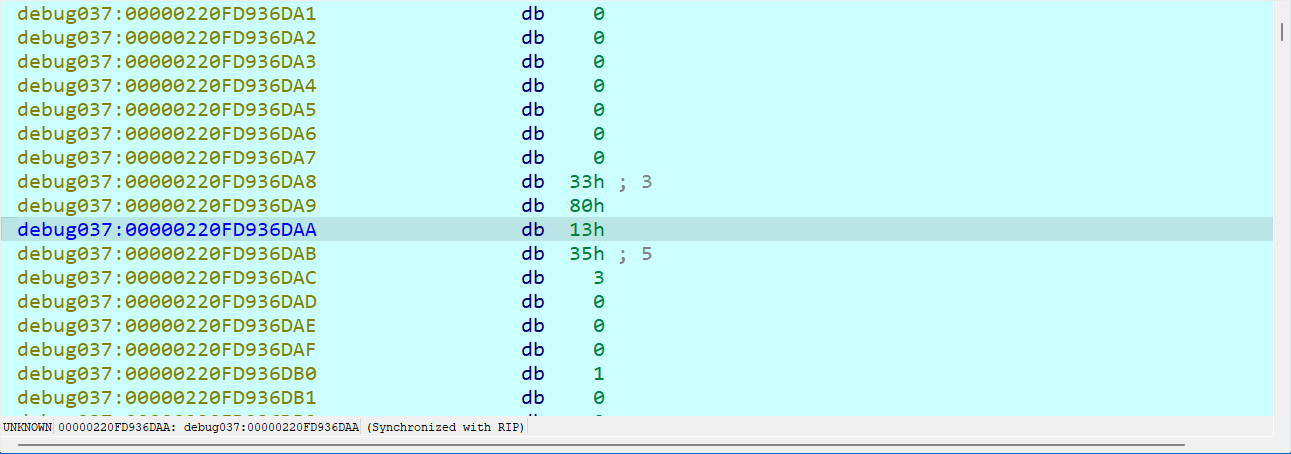 debug037:00000220FD936DA1 db 0
debug037:00000220FD936DA2 db 0
debug037:00000220FD936DA3 db 0
debug037:00000220FD936DA4 db 0
debug037:00000220FD936DA5 db 0
debug037:00000220FD936DA6 db 0
debug037:00000220FD936DA7 db 0
debug037:00000220FD936DA8 db 33h ; 3
debug037:00000220FD936DA9 db 80h
debug037:00000220FD936DAA db 13h
debug037:00000220FD936DAB db 35h ; 5
debug037:00000220FD936DAC db 3
debug037:00000220FD936DAD db 0
debug037:00000220FD936DAE db 0
debug037:00000220FD936DAF db 0
debug037:00000220FD936DB0 db 1
debug037:00000220FD936DB1 db 0
UNKNOWN 00000220FD936DAA: debug037:00000220FD936DAA (Synchronized with RIP)